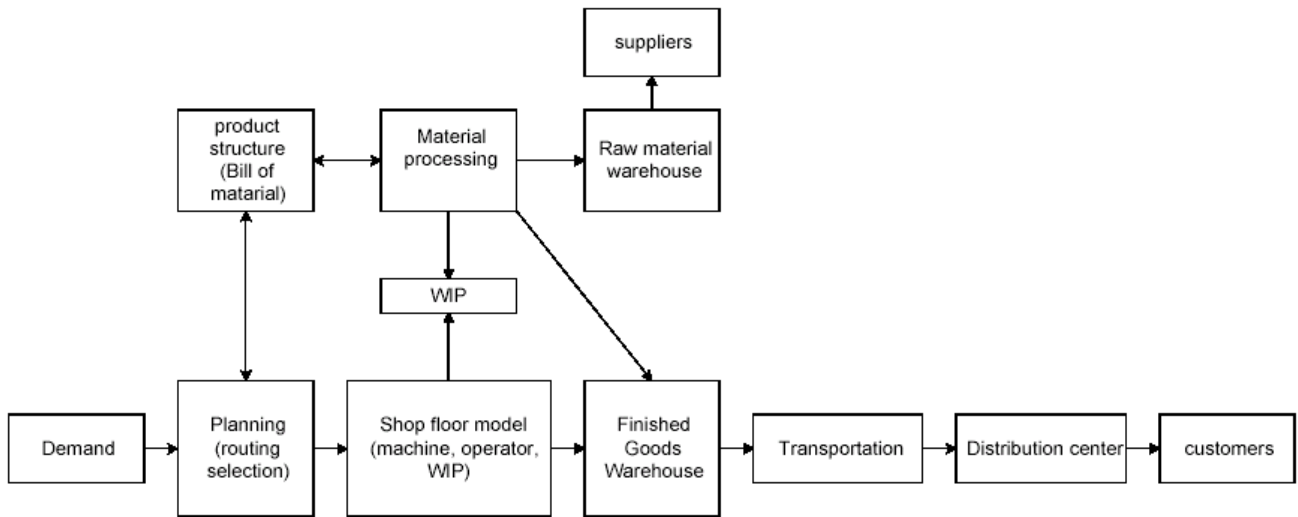 suppliers
product
structure
(Bill of
matarial)
Material
processing
Raw material
warehouse
WIP
Demand
Planning
(routing
selection)
Shop floor model
(machine, operator,
WIP)
Finished
Goods
Warehouse
Transportation
Distribution center
customers